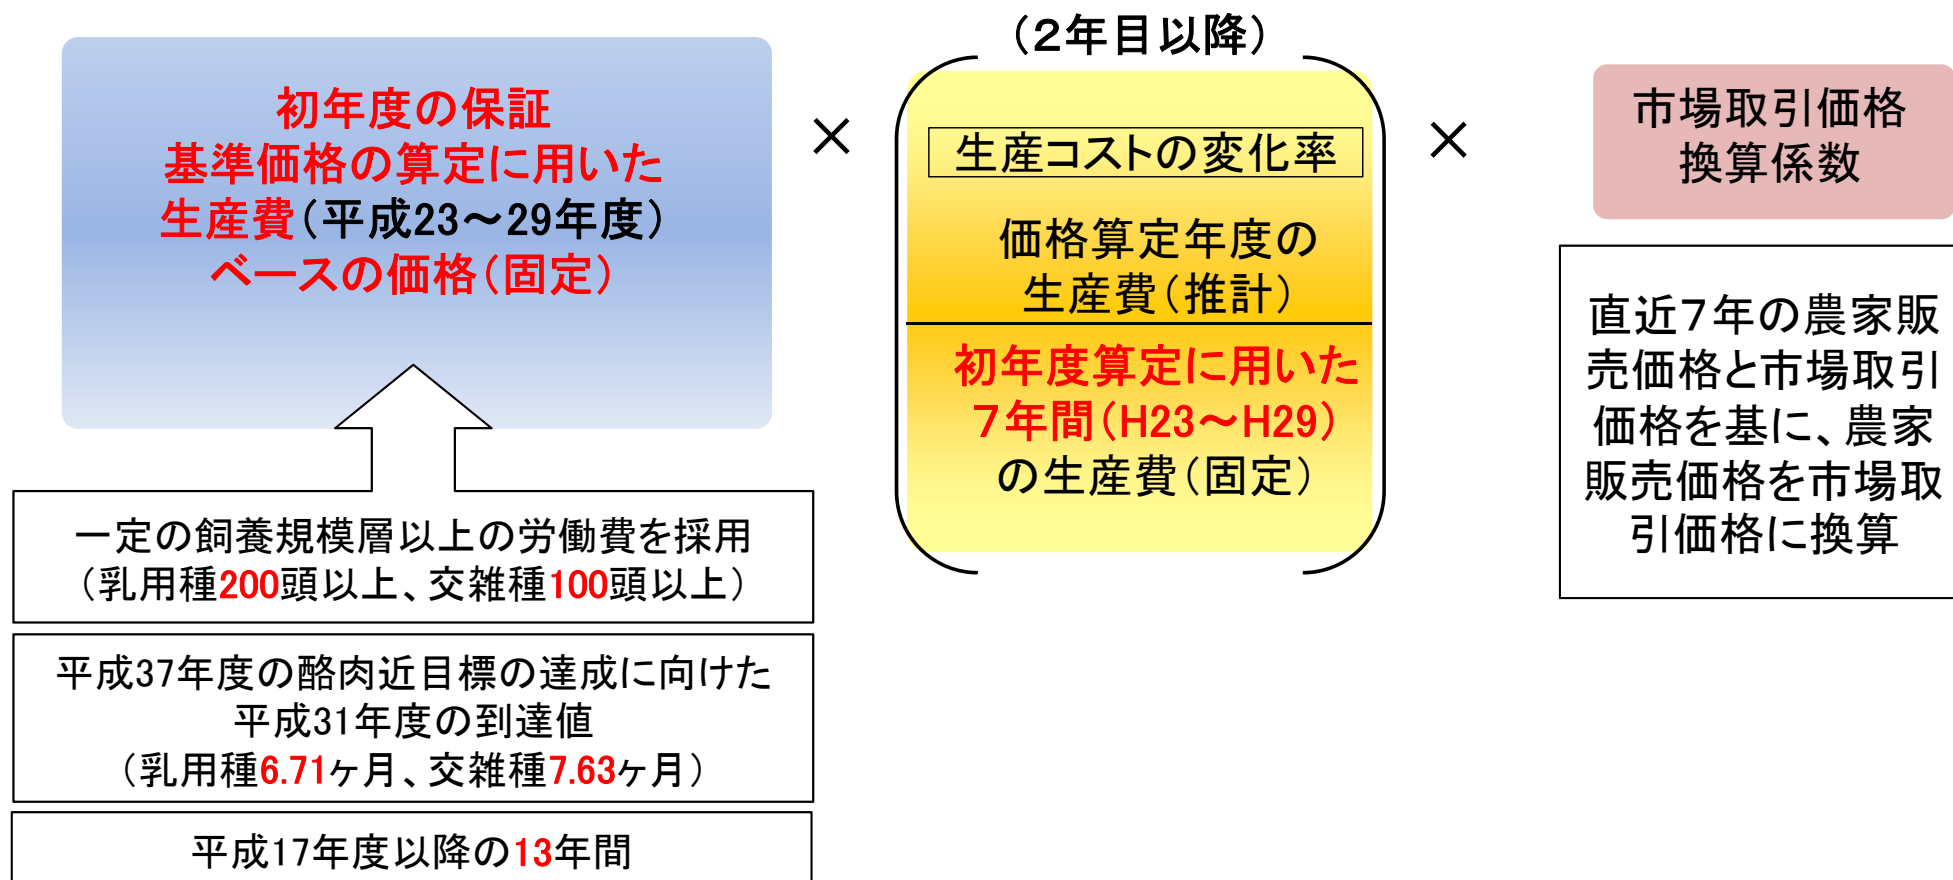 初年度の保証
基準価格の算定に用いた
生産費(平成23～29年度)
ベースの価格(固定)
×
(2年目以降)
生産コストの変化率
価格算定年度の
生産費(推計)
初年度算定に用いた
7年間(H23～H29)
の生産費(固定)
×
市場取引価格
換算係数
直近7年の農家販
売価格と市場取引
価格を基に、農家
販売価格を市場取
引価格に換算
一定の飼養規模層以上の労働費を採用
(乳用種200頭以上、交雑種100頭以上)
平成37年度の酪肉近目標の達成に向けた
平成31年度の到達値
(乳用種6.71ヶ月、交雑種7.63ヶ月)
平成17年度以降の13年間